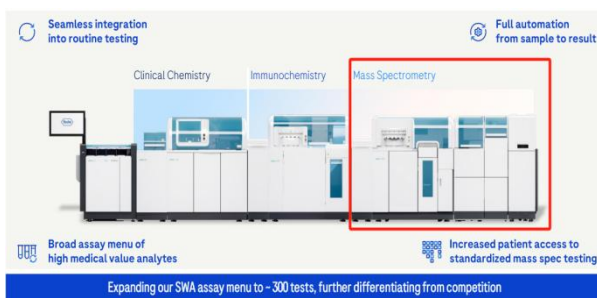 Seamless integration
into routine testing
Full automation
from sample to result
Clinical Chemistry
Immunochemistry
Mass Spectrometry
Roche
Broad assay menu of
high medical value analytes
Increased patient access to
standardized mass spec testing
Expanding our SWA assay menu to ~ 300 tests, further differentiating from competition